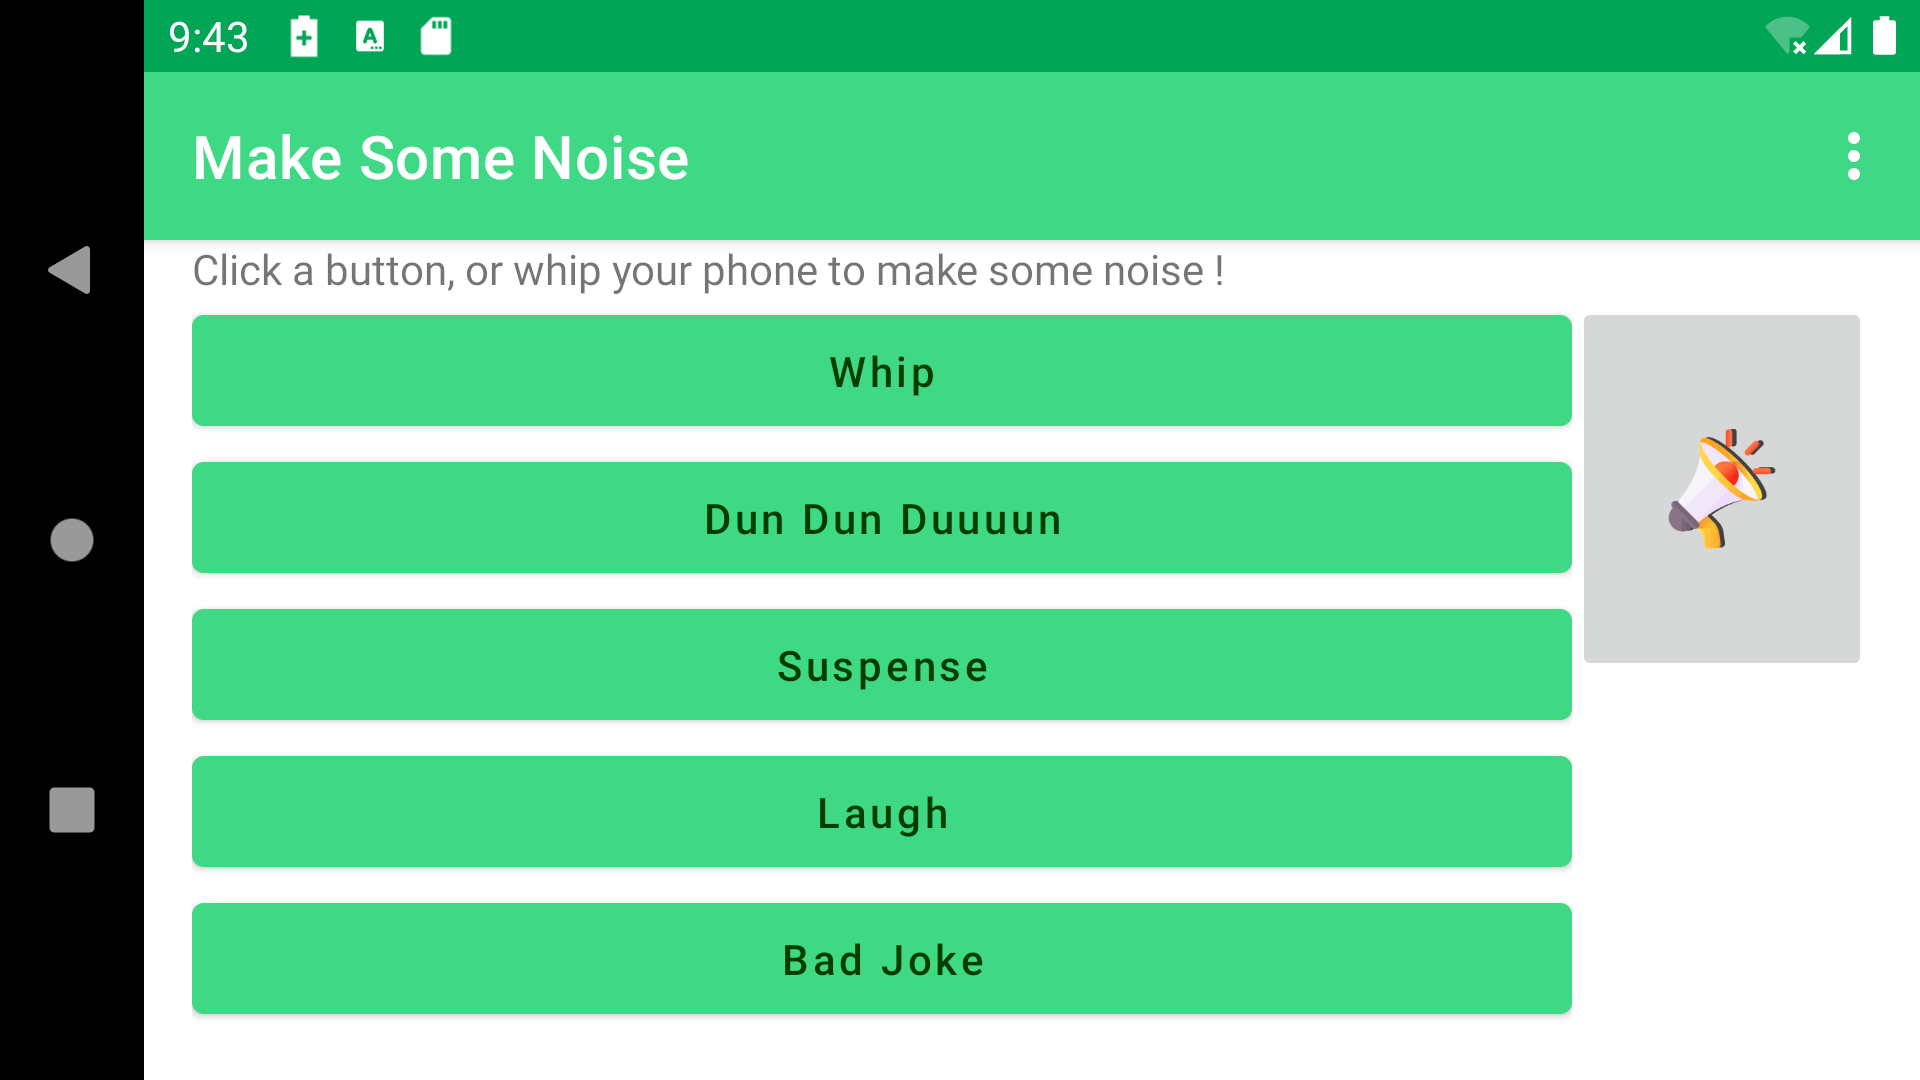 9:43
Make Some Noise
Click a button, or whip your phone to make some noise !
Whip
Dun Dun Duuuun
Suspense
Laugh
Bad Joke